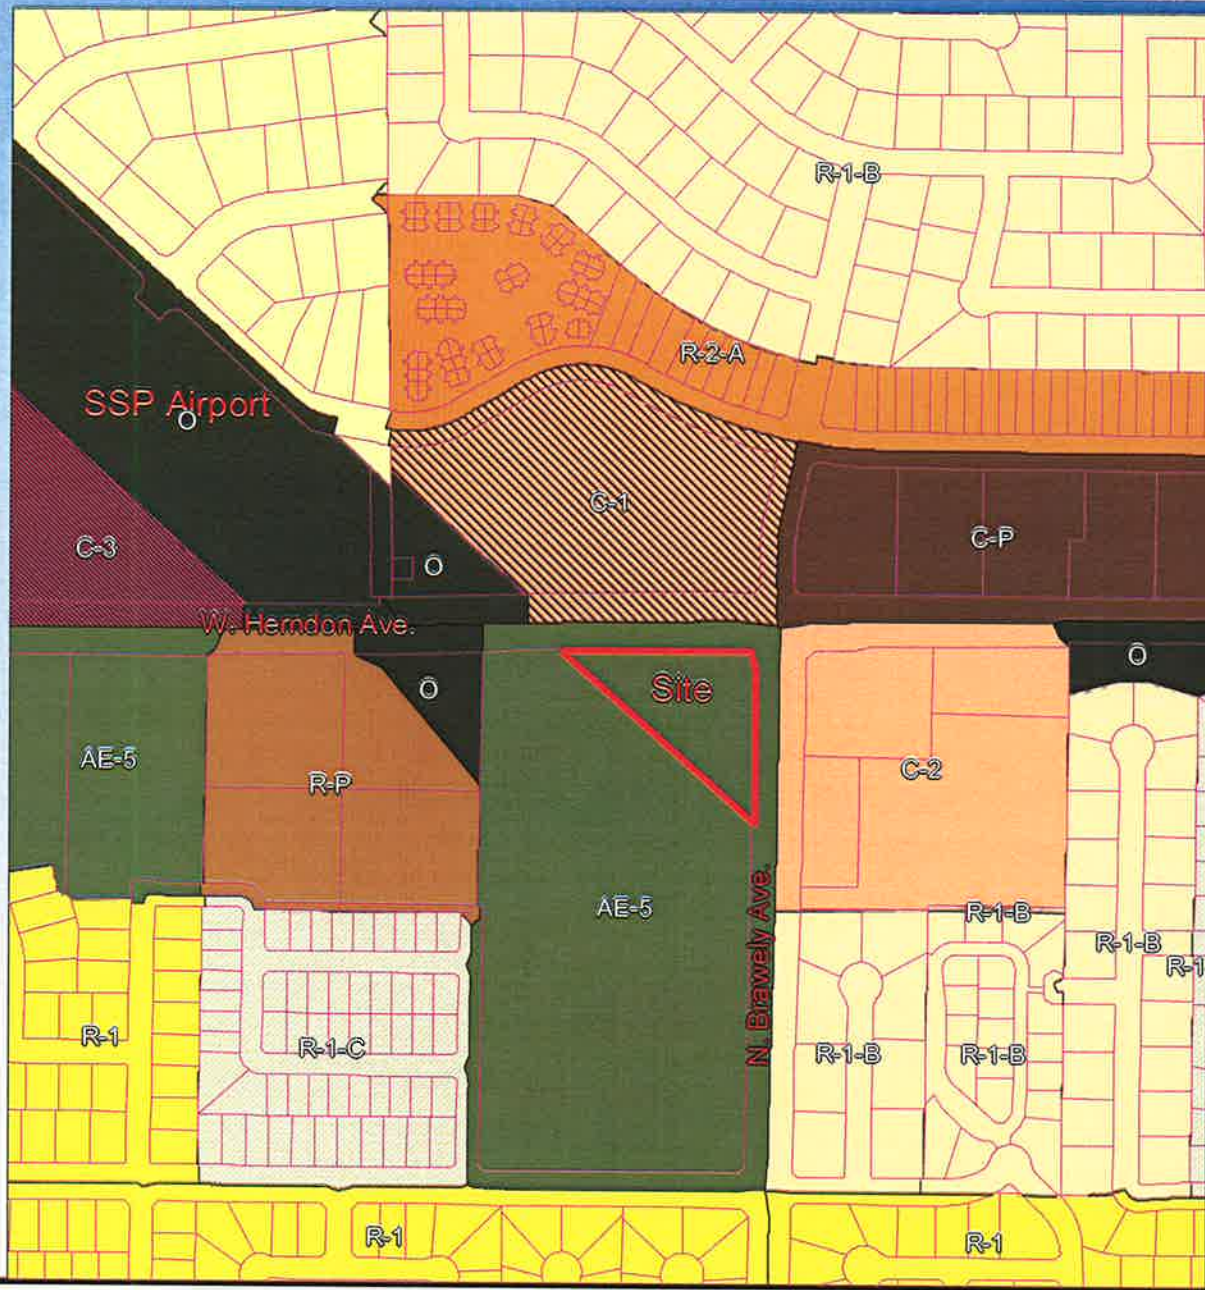 R-1-B
R-2-A
SSP Airport
O
C-1
C-P
C-3
O
W. Herndon Ave.
O
Site
O
AE-5
R-P
C-2
AE-5
N. Brawely Ave.
R-1-B
R-1-B
R-1
R-1
R-1-C
R-1-B
R-1-B
R-1
R-1